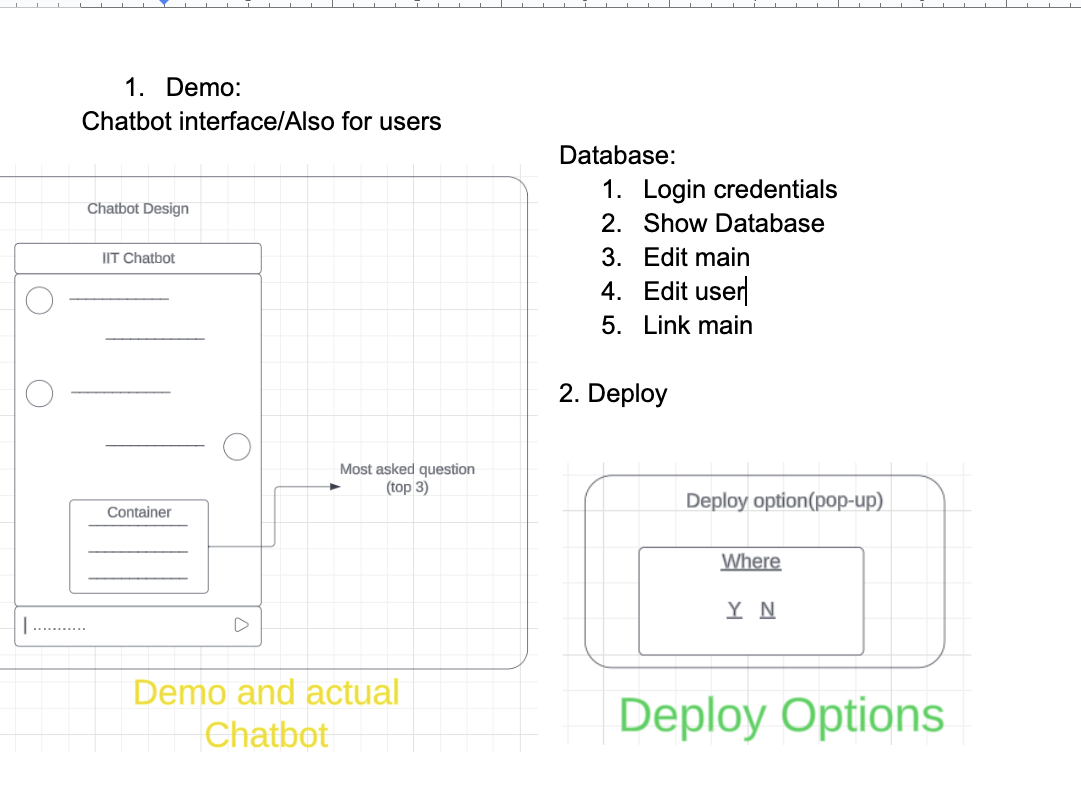 1. Demo:
Chatbot interface/Also for users
Chatbot Design
IIT Chatbot
Most asked question
(top 3)
Container
...........
Demo and actual
Chatbot
Database:
1. Login credentials
2. Show Database
3. Edit main
4. Edit user
5. Link main
2. Deploy
Deploy option(pop-up)
Where
Y N
Deploy Options